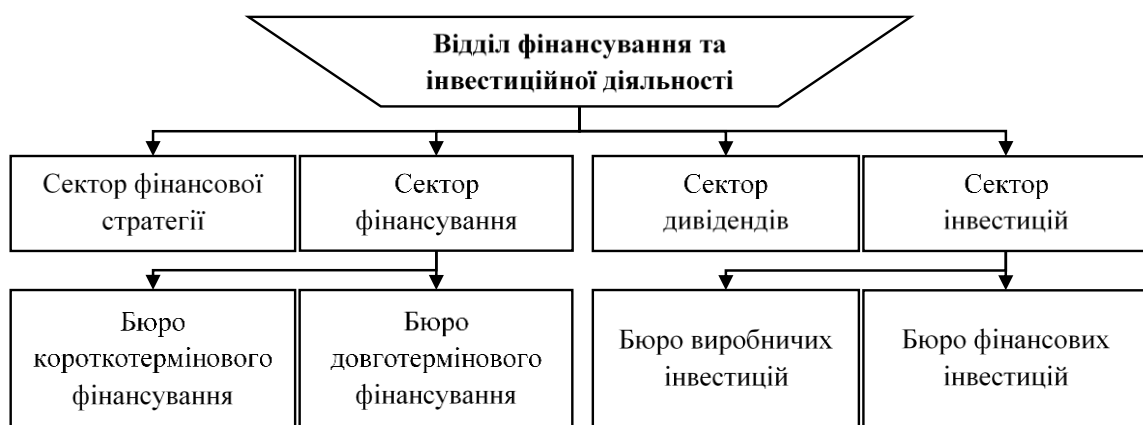 Відділ фінансування та
інвестиційної діяльності
Сектор фінансової
стратегії
Сектор
фінансування
Сектор
дивідендів
Сектор
інвестицій
Бюро
короткотермінового
фінансування
Бюро
довготермінового
фінансування
Бюро виробничих
інвестицій
Бюро фінансових
інвестицій